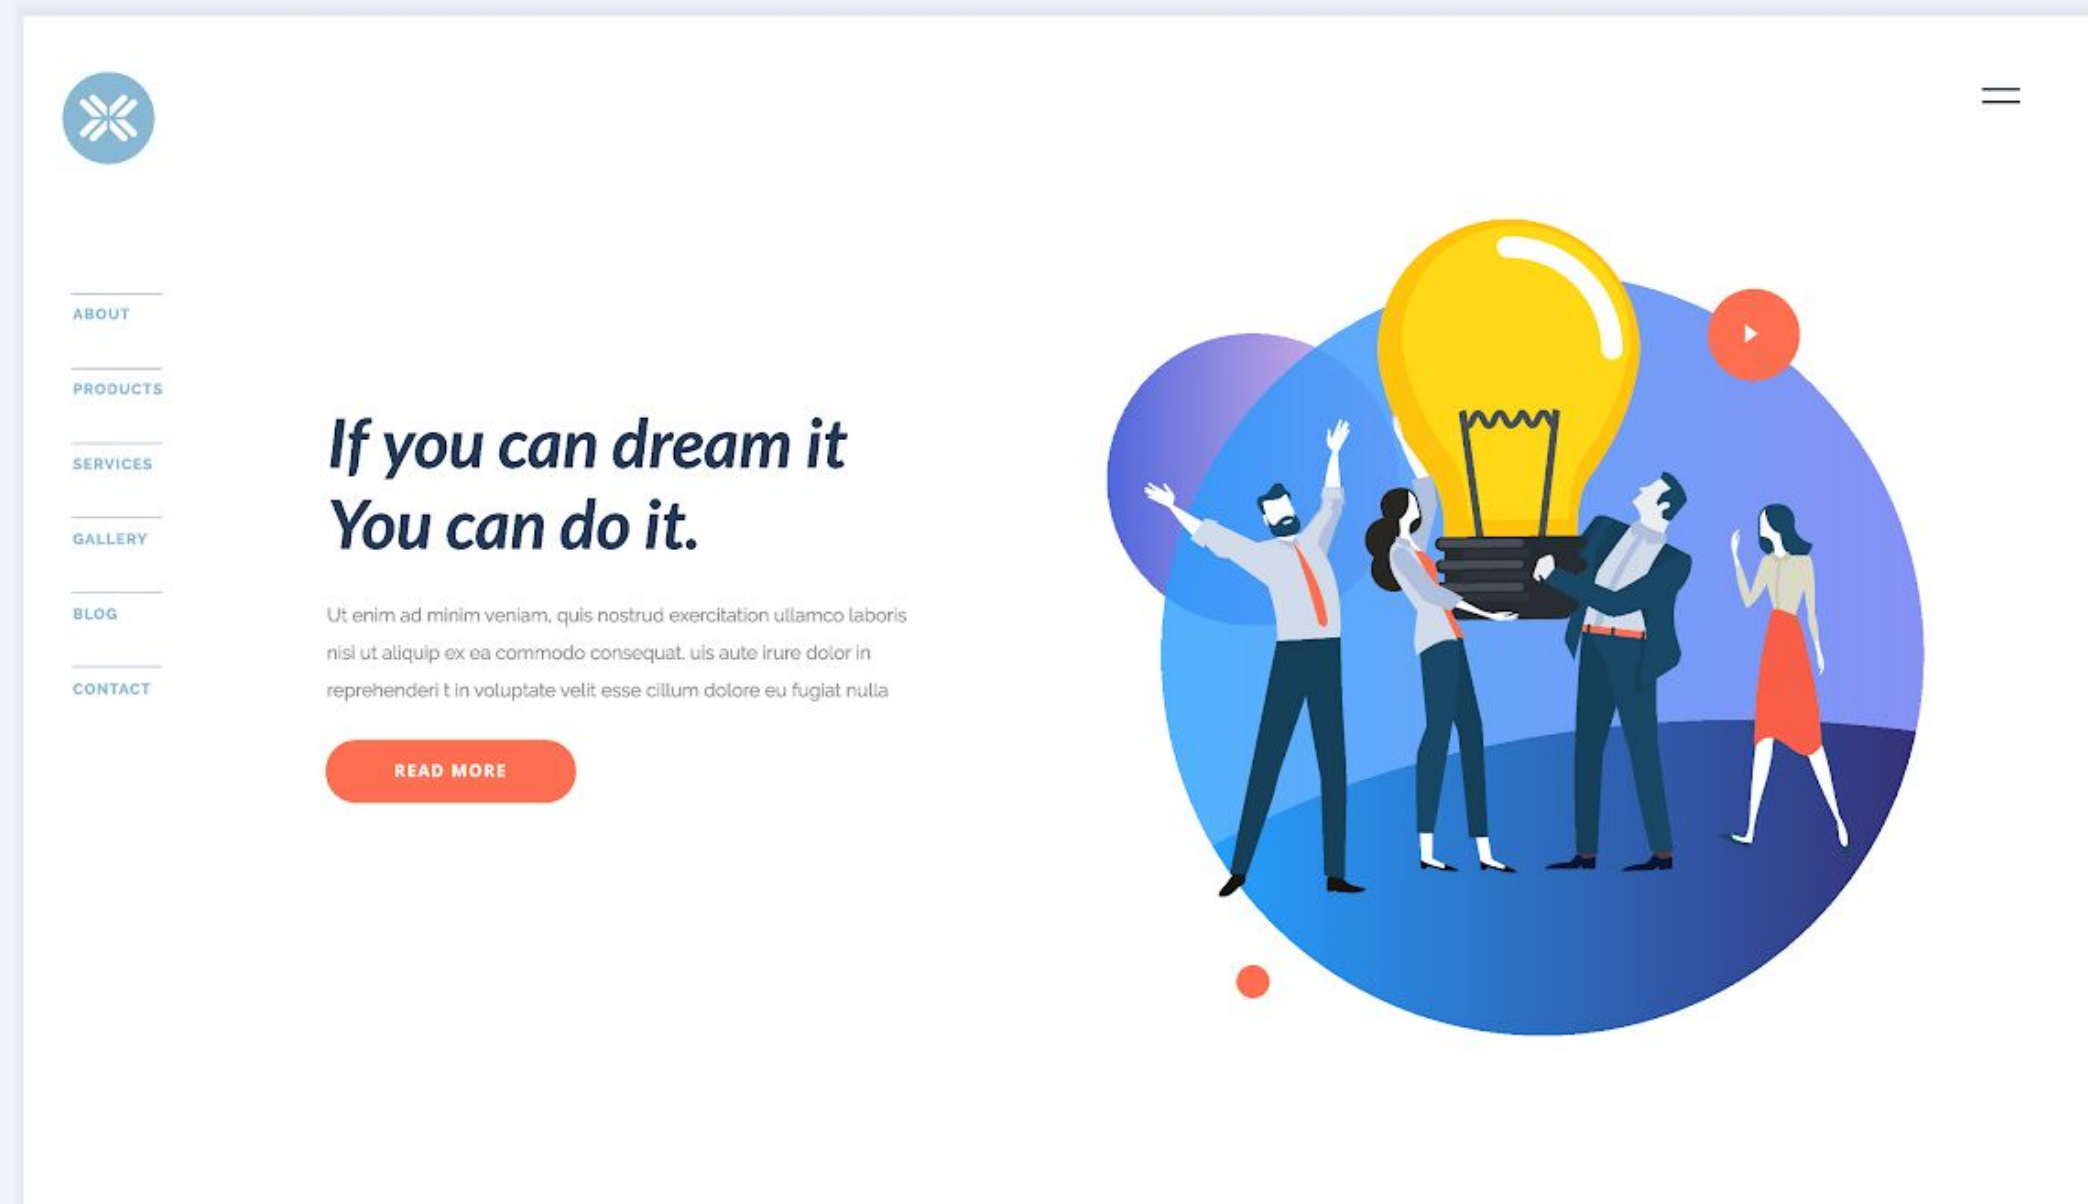 ABOUT
PRODUCTS
SERVICES
GALLERY
BLOG
CONTACT
If you can dream it
You can do it.
Ut enim ad minim veniam, quis nostrud exercitation ullamco laboris
nisi ut aliquip ex ea commodo consequat. uis aute irure dolor in
reprehenderi t in voluptate velit esse cillum dolore eu fugiat nulla
READ MORE